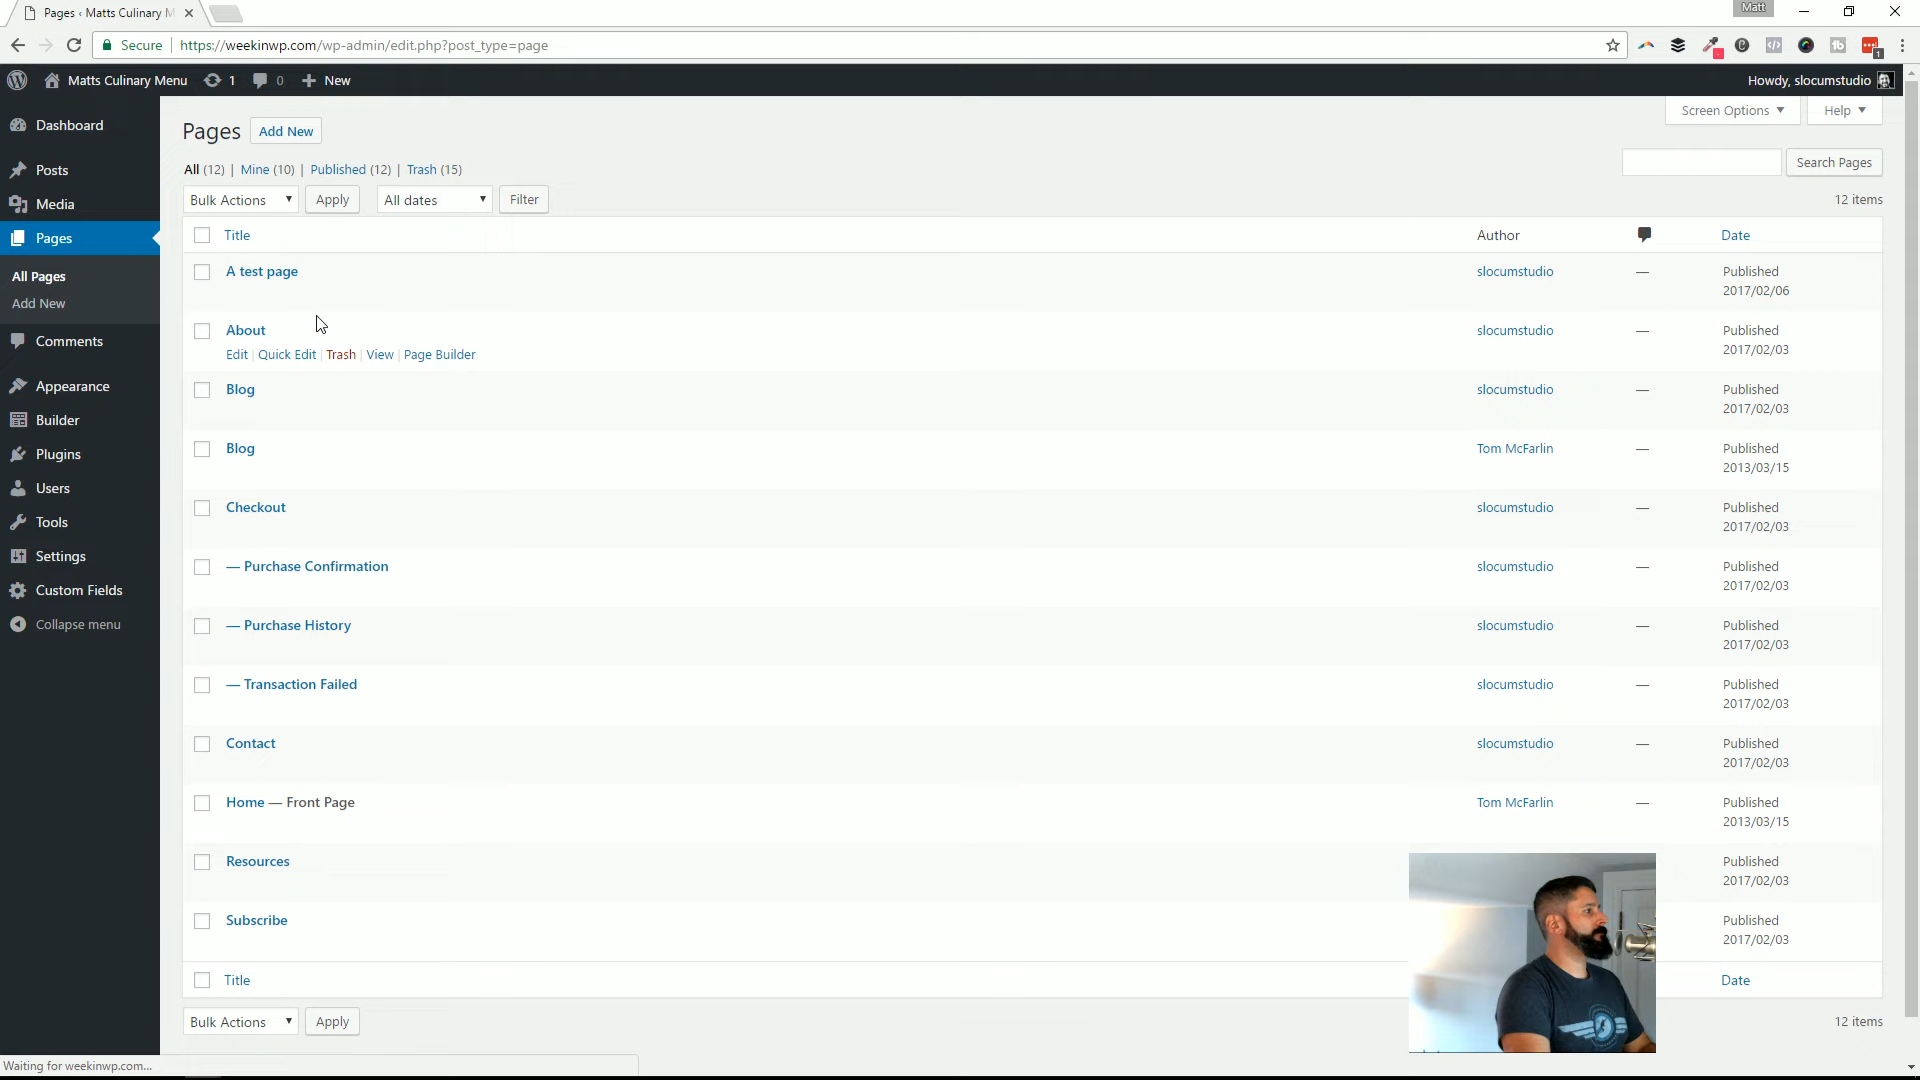 Pages ‹ Matts Culinary M
Matt
Secure
https://weekinwp.com/wp-admin/edit.php?post_type=page
1
Matts Culinary Menu
1
0
New
Howdy, slocumstudio
Dashboard
Posts
Media
Pages
All Pages
Add New
Comments
Appearance
Builder
Plugins
Users
Tools
Settings
Custom Fields
Collapse menu
Screen Options
Help
Pages
Add New
All (12) | Mine (10) | Published (12) | Trash (15)
Search Pages
Bulk Actions
Apply
All dates
Filter
12 items
Title
Author
Date
A test page
slocumstudio
—
Published
2017/02/06
About
Edit | Quick Edit | Trash | View | Page Builder
slocumstudio
—
Published
2017/02/03
Blog
slocumstudio
—
Published
2017/02/03
Blog
Tom McFarlin
—
Published
2013/03/15
Checkout
slocumstudio
—
Published
2017/02/03
— Purchase Confirmation
slocumstudio
—
Published
2017/02/03
— Purchase History
slocumstudio
—
Published
2017/02/03
— Transaction Failed
slocumstudio
—
Published
2017/02/03
Contact
slocumstudio
—
Published
2017/02/03
Home — Front Page
Tom McFarlin
—
Published
2013/03/15
Resources
Published
2017/02/03
Subscribe
Published
2017/02/03
Title
Date
Bulk Actions
Apply
12 items
Waiting for weekinwp.com...